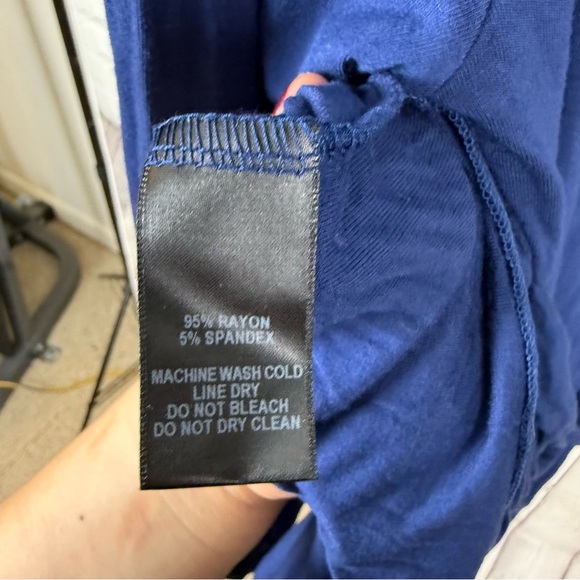 95% RAYON
5% SPANDEX
MACHINE WASH COLD
LINE DRY
DO NOT BLEACH
DO NOT DRY CLEAN